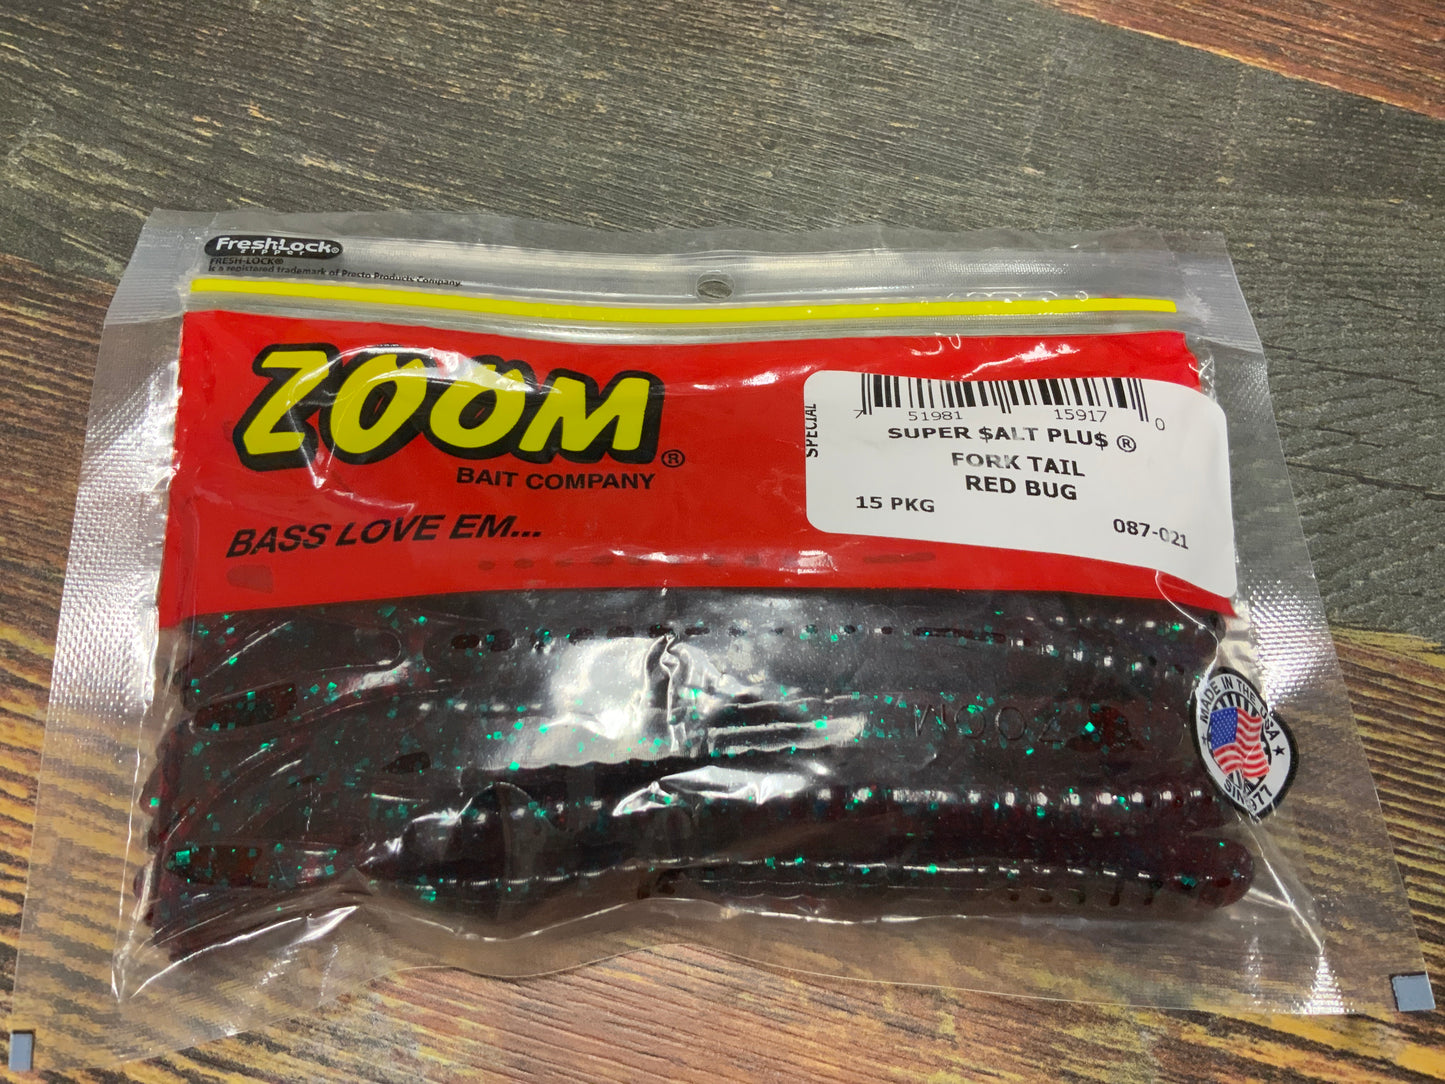 FreshLock®
zipper
FRESH-LOCK®
is a registered trademark of Presto Products Company.
ZOOM®
BAIT COMPANY
BASS LOVE EM...
SPECIAL
7 51981 15917 0
SUPER $ALT PLU$ ®
FORK TAIL
RED BUG
15 PKG
087-021
ZOOM
MADE IN THE USA